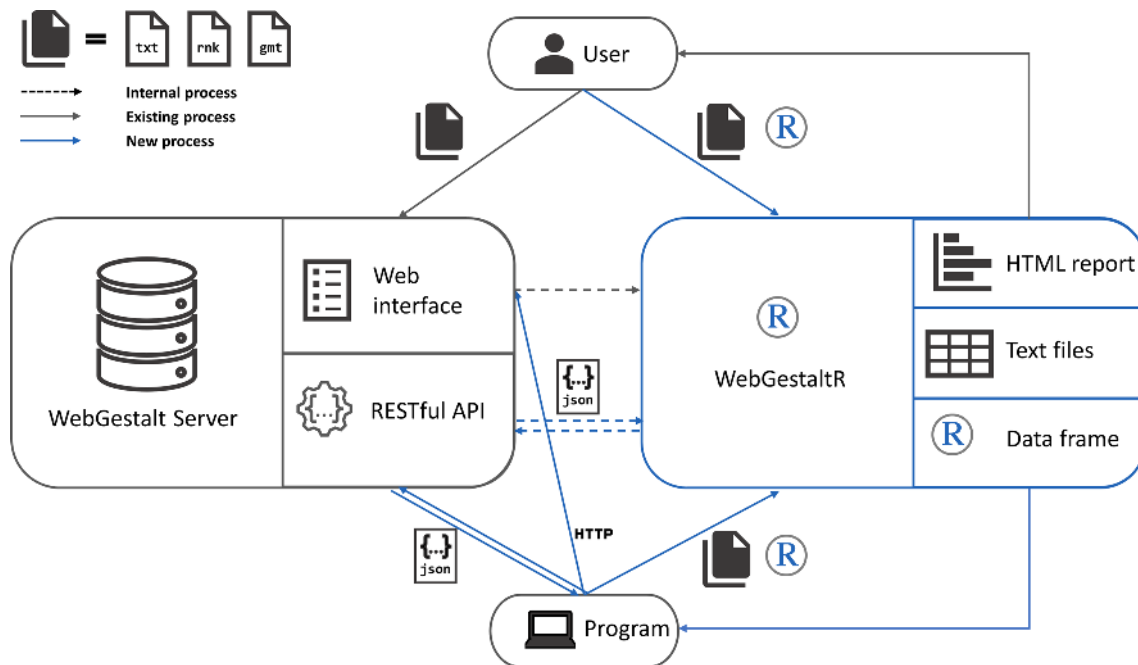 = txt rnk gmt
Internal process
Existing process
New process
User
R
Web
interface
HTML report
R
{...}
json
WebGestaltR
Text files
WebGestalt Server
{...}
RESTful API
R
Data frame
{...}
json
HTTP
R
Program